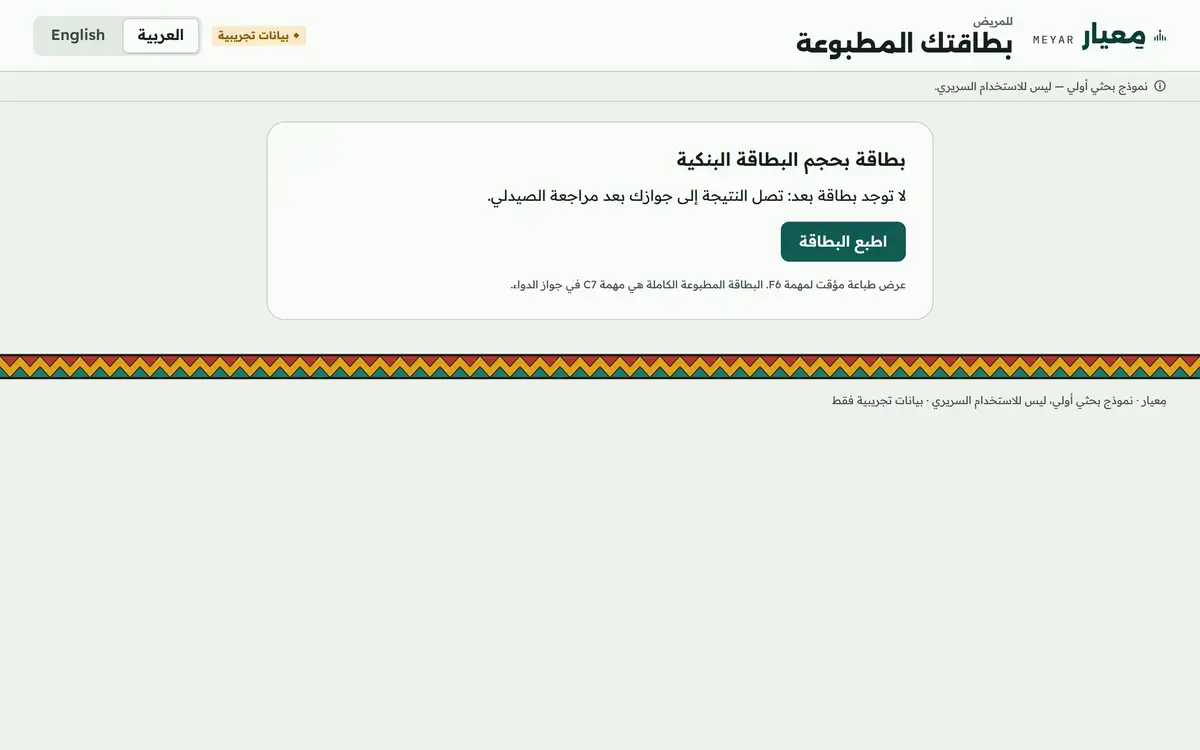 مِعيار MEYAR
للمريض
بطاقتك المطبوعة
بيانات تجريبية
العربية
English
نموذج بحثي أولي — ليس للاستخدام السريري.
بطاقة بحجم البطاقة البنكية
لا توجد بطاقة بعد: تصل النتيجة إلى جوازك بعد مراجعة الصيدلي.
اطبع البطاقة
عرض طباعة مؤقت لمهمة F6. البطاقة المطبوعة الكاملة هي مهمة C7 في جواز الدواء.
مِعيار · نموذج بحثي أولي، ليس للاستخدام السريري · بيانات تجريبية فقط